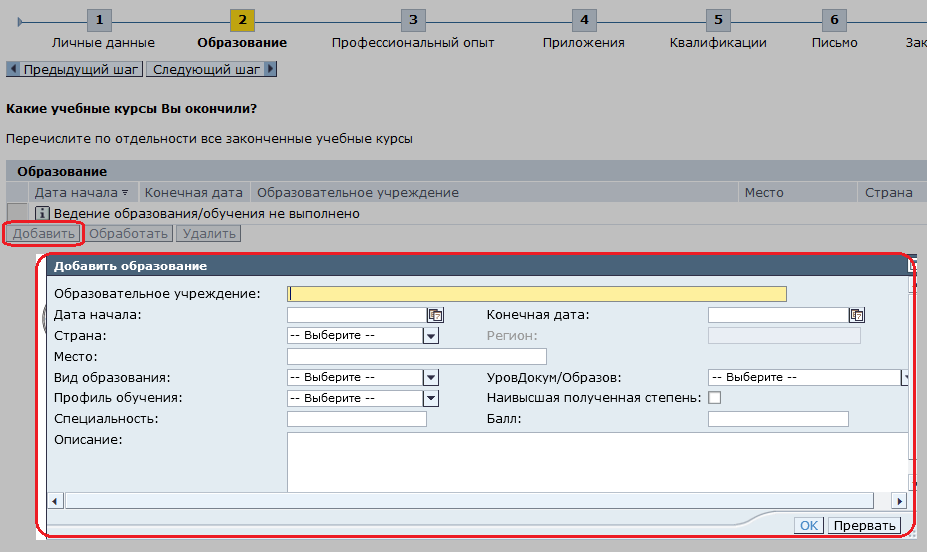 1 2 3 4 5 6
Личные данные Образование Профессиональный опыт Приложения Квалификации Письмо Зак
Предыдущий шаг Следующий шаг
Какие учебные курсы Вы окончили?
Перечислите по отдельности все законченные учебные курсы
Образование
Дата начала Конечная дата Образовательное учреждение Место Страна
Ведение образования/обучения не выполнено
Добавить Обработать Удалить
Добавить образование
Образовательное учреждение:
Дата начала: Конечная дата:
Страна: -- Выберите -- Регион:
Место:
Вид образования: -- Выберите -- УровДокум/Образов: -- Выберите --
Профиль обучения: -- Выберите -- Наивысшая полученная степень:
Специальность: Балл:
Описание:
OK Прервать